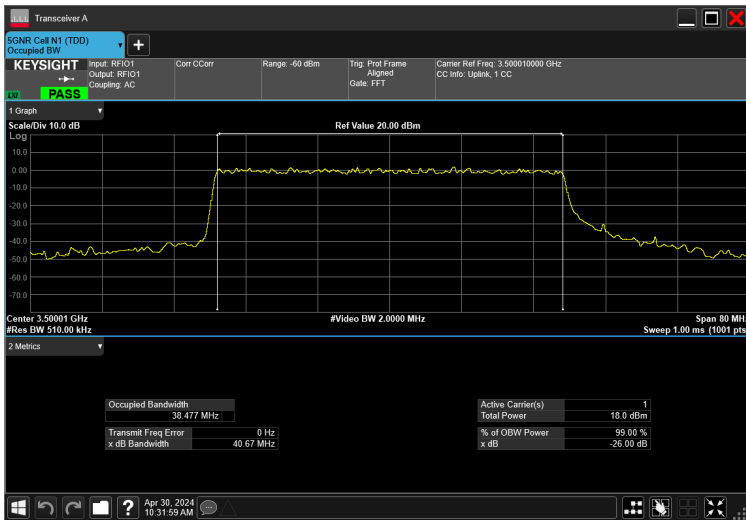 Transceiver A
5GNR Cell N1 (TDD)
Occupied BW
KEYSIGHT
LXI
PASS
Input: RFIO1
Output: RFIO1
Coupling: AC
Corr CCorr
Range: -60 dBm
Trig: Prot Frame
Aligned
Gate: FFT
Carrier Ref Freq: 3.500010000 GHz
CC Info: Uplink, 1 CC
1 Graph
Scale/Div 10.0 dB
Ref Value 20.00 dBm
Log
10.0
0.00
-10.0
-20.0
-30.0
-40.0
-50.0
-60.0
-70.0
Center 3.50001 GHz
#Video BW 2.0000 MHz
Span 80 MHz
#Res BW 510.00 kHz
Sweep 1.00 ms (1001 pts
2 Metrics
Occupied Bandwidth
38.477 MHz
Transmit Freq Error 0 Hz
x dB Bandwidth 40.67 MHz
Active Carrier(s) 1
Total Power 18.0 dBm
% of OBW Power 99.00 %
x dB -26.00 dB
Apr 30, 2024
10:31:59 AM